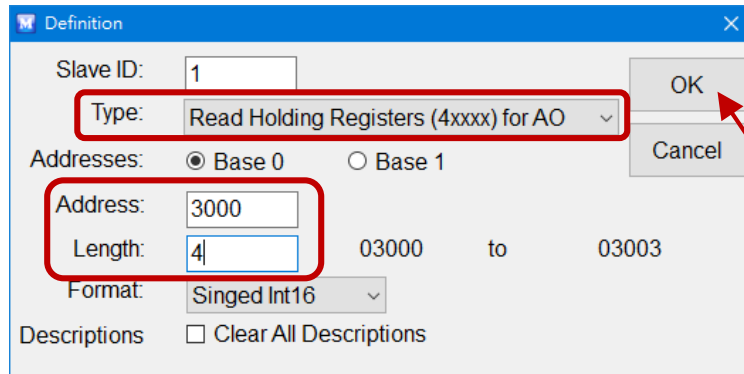 M Definition
Slave ID: 1
OK
Type: Read Holding Registers (4xxxx) for AO
Addresses: Base 0 Base 1
Cancel
Address: 3000
Length: 4 03000 to 03003
Format: Singed Int16
Descriptions Clear All Descriptions